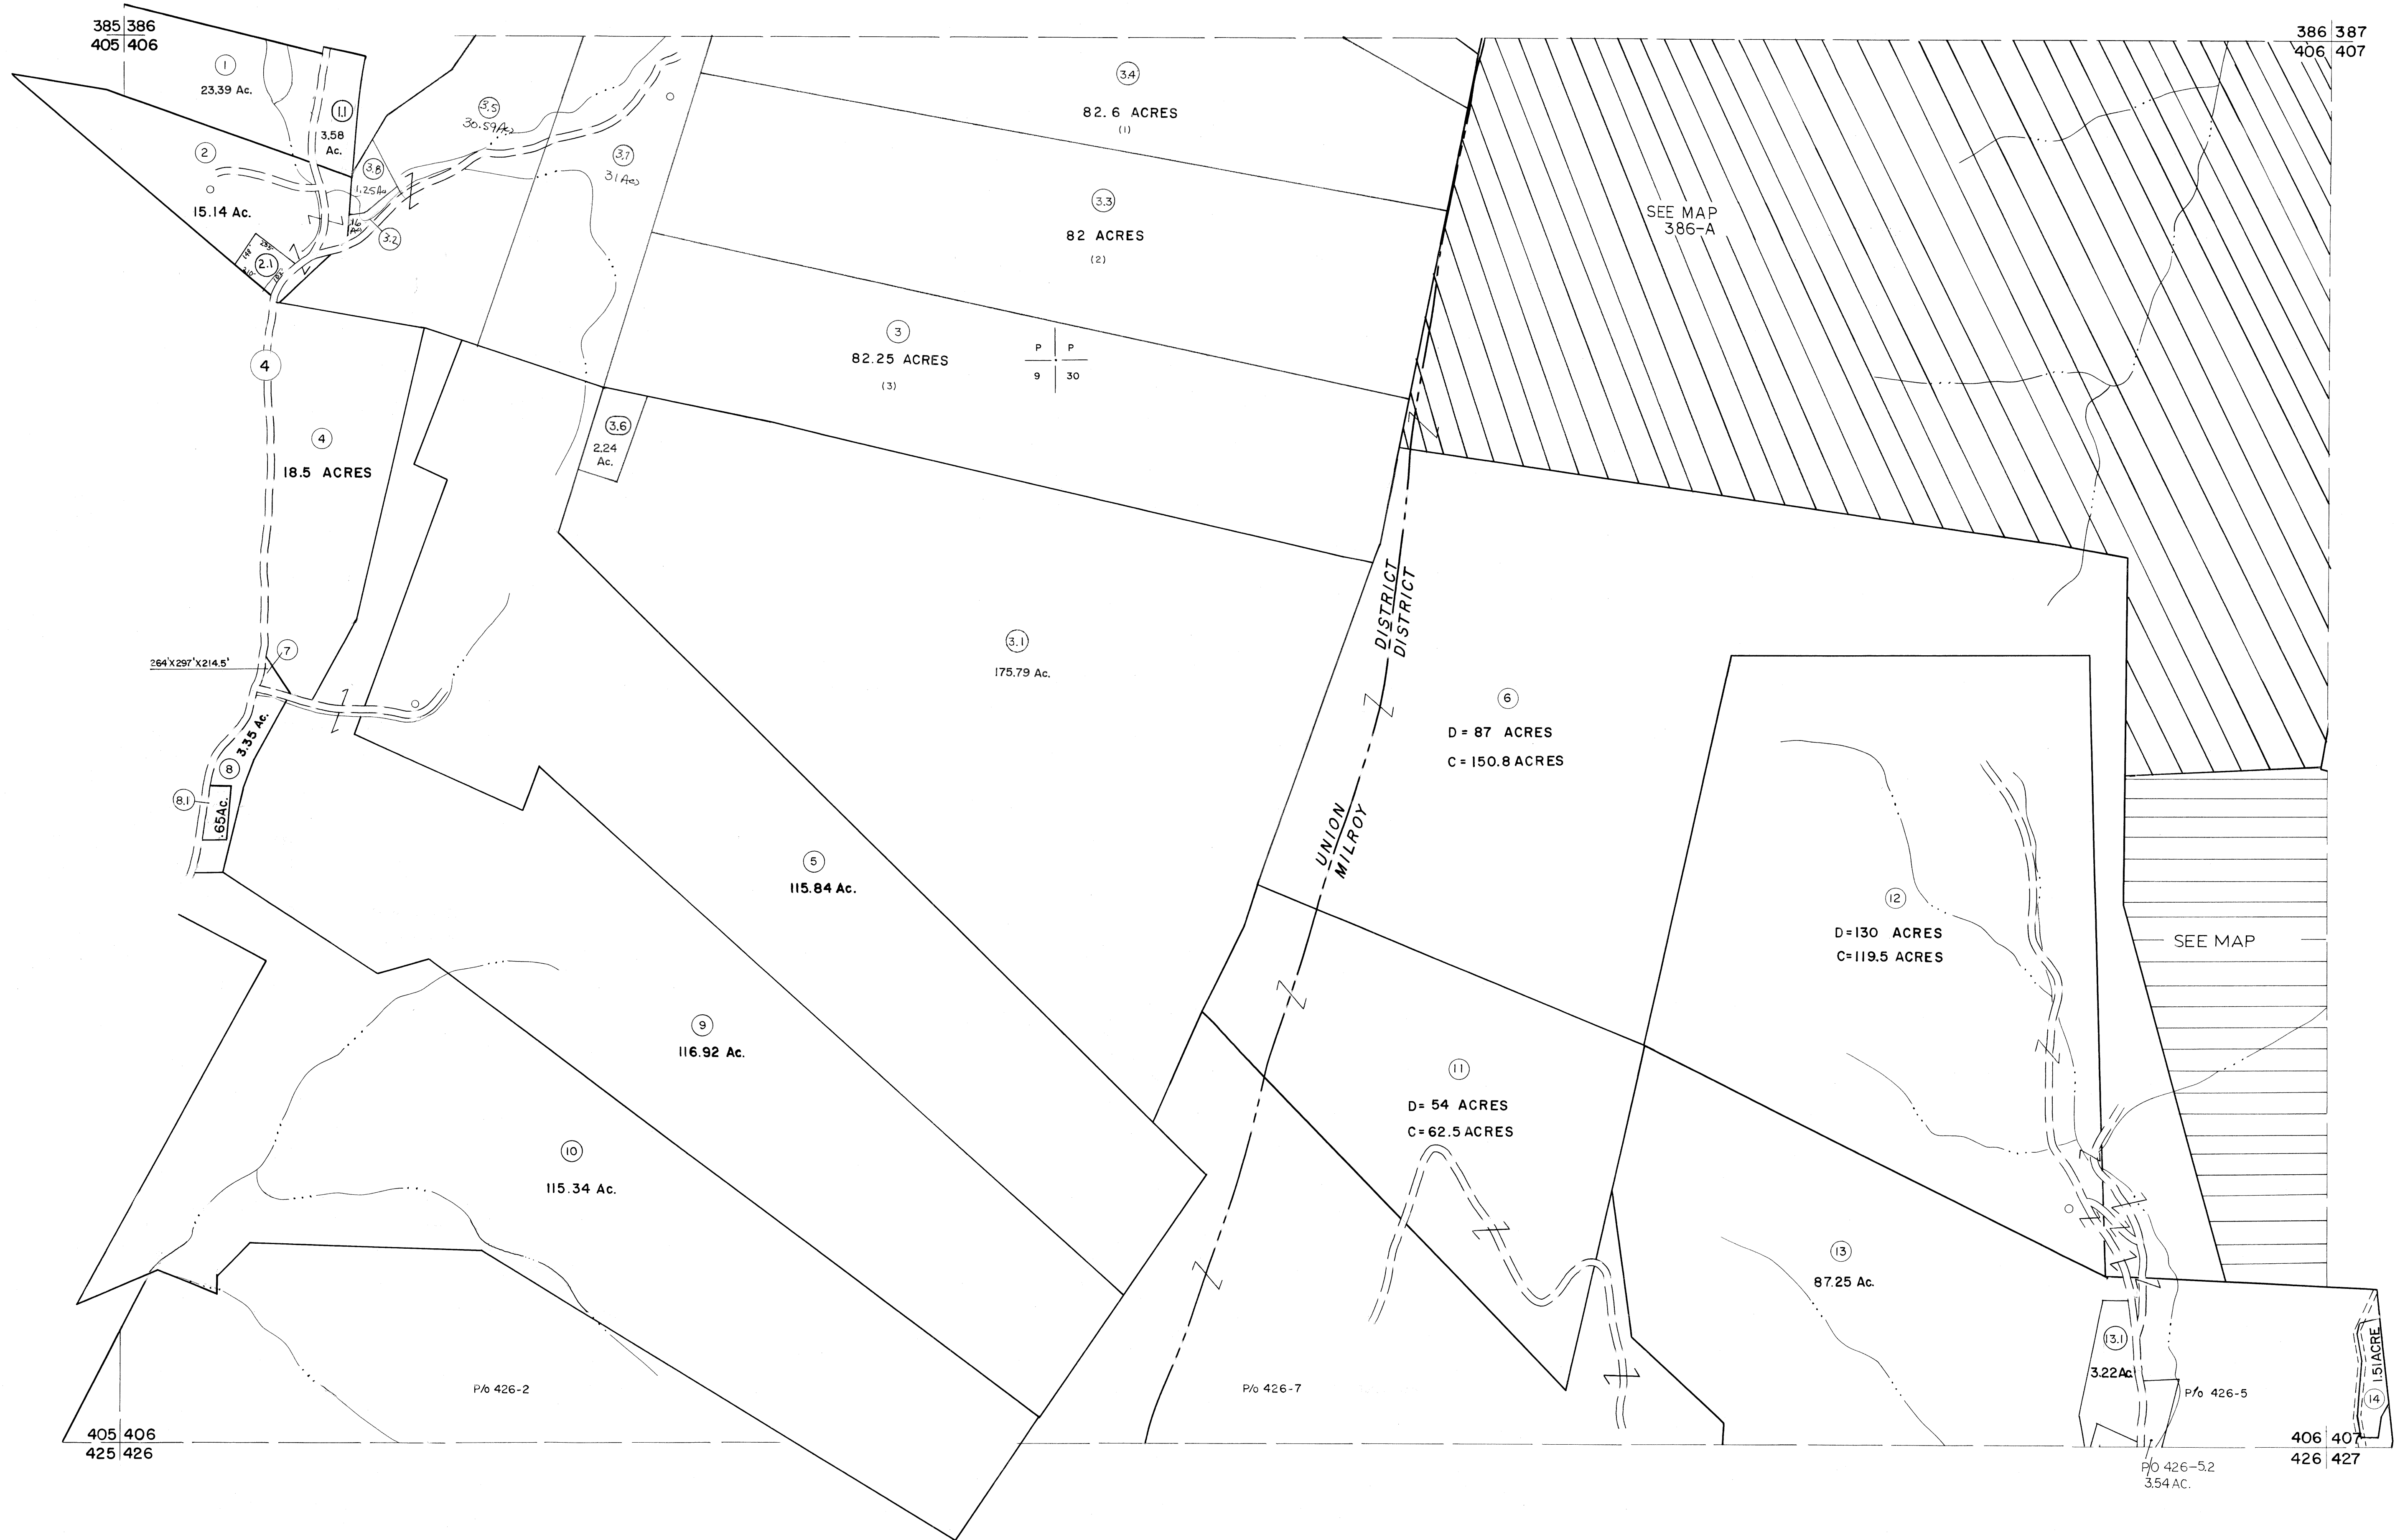 385 386
405 406
386 387
406 407
1
23.39 Ac.
1.1
3.58
Ac.
2
15.14 Ac.
2.1
3.8
1.25Ac
3.2
3.5
30.59Ac
3.7
31 Ac
3.4
82.6 ACRES
(1)
3.3
82 ACRES
(2)
3
82.25 ACRES
(3)
P P
9 30
SEE MAP
386-A
4
4
18.5 ACRES
3.6
2.24
Ac.
3.1
175.79 Ac.
UNION DISTRICT
MILROY DISTRICT
7
264'X297'X214.5'
8
3.35 Ac.
8.1
.65Ac.
5
115.84 Ac.
6
D = 87 ACRES
C = 150.8 ACRES
12
D=130 ACRES
C=119.5 ACRES
SEE MAP
9
116.92 Ac.
11
D= 54 ACRES
C=62.5 ACRES
10
115.34 Ac.
13
87.25 Ac.
13.1
3.22Ac.
14
1.51 ACRE
P/o 426-2
P/o 426-7
P/o 426-5
405 406
425 426
406 407
426 427
P/O 426-5.2
3.54 AC.